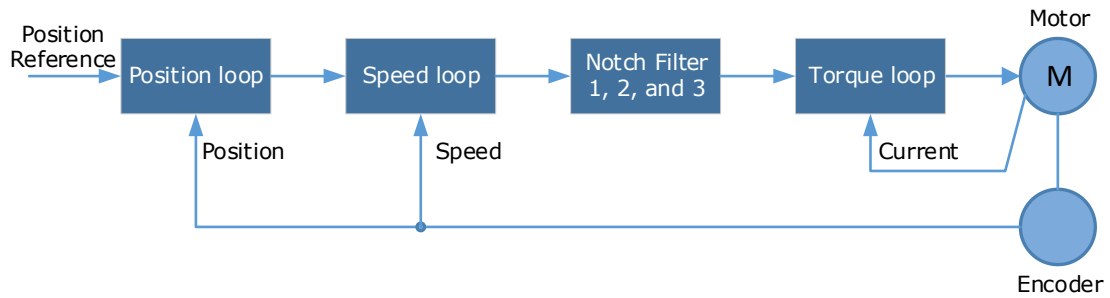 Position
Reference
Position loop
Speed loop
Notch Filter
1, 2, and 3
Torque loop
Motor
M
Position
Speed
Current
Encoder